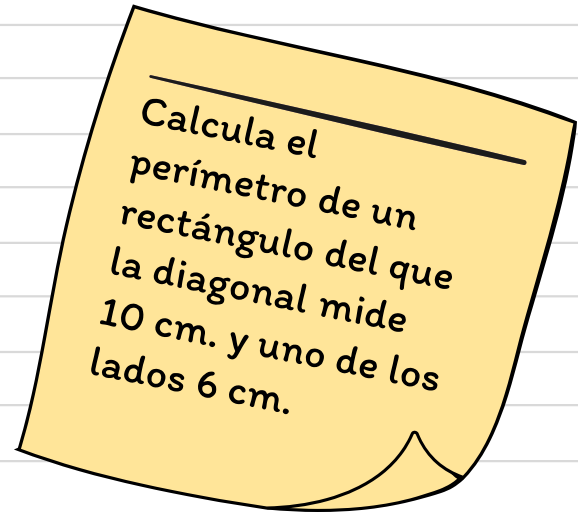 Calcula el
perímetro de un
rectángulo del que
la diagonal mide
10 cm. y uno de los
lados 6 cm.